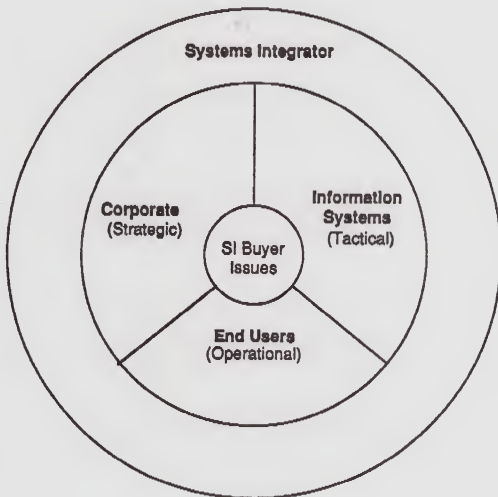 Systems Integrator
Corporate
(Strategic)
Information
Systems
(Tactical)
SI Buyer
Issues
End Users
(Operational)